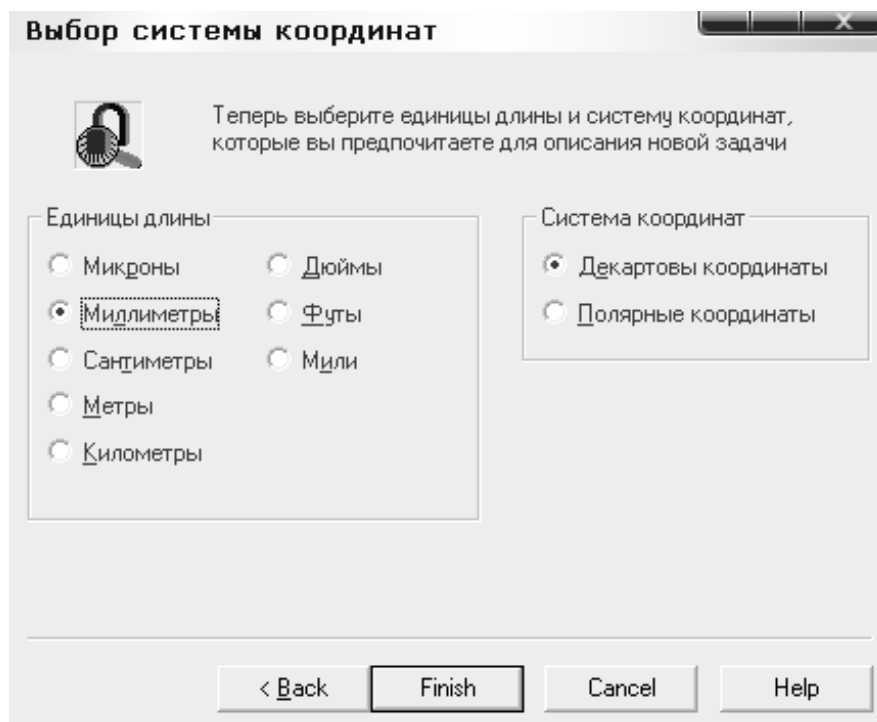 Выбор системы координат
Теперь выберите единицы длины и систему координат,
которые вы предпочитаете для описания новой задачи
Единицы длины
Микроны
Дюймы
Миллиметры
Футы
Сантиметры
Мили
Метры
Километры
Система координат
Декартовы координаты
Полярные координаты
< Back
Finish
Cancel
Help